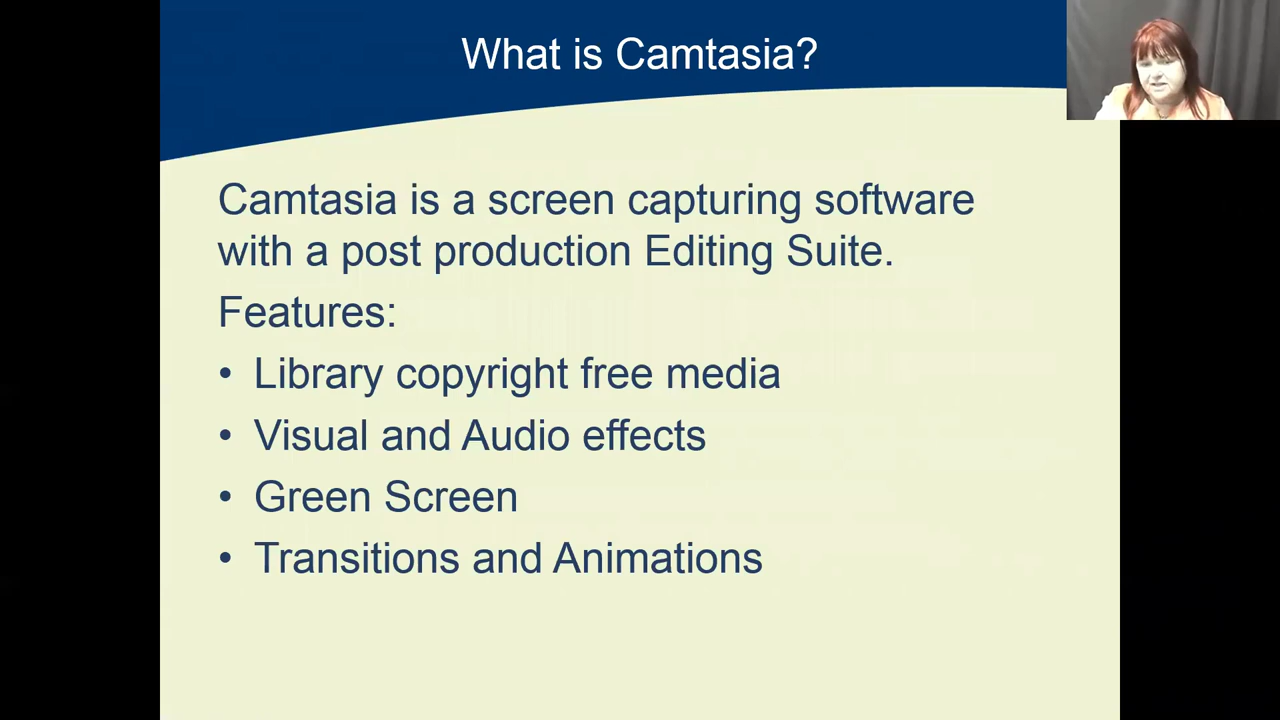 What is Camtasia?
Camtasia is a screen capturing software
with a post production Editing Suite.
Features:
• Library copyright free media
• Visual and Audio effects
• Green Screen
• Transitions and Animations